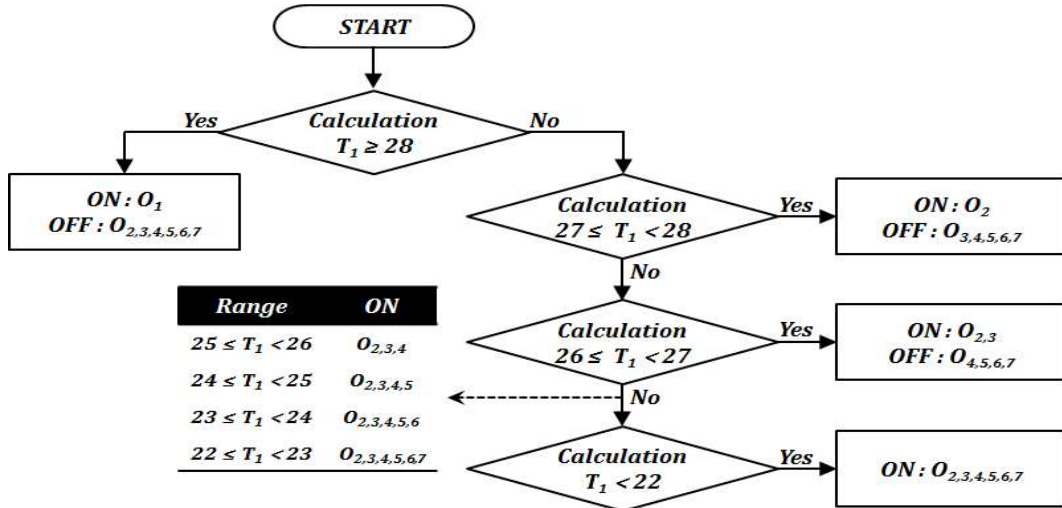 START
Calculation
T₁ ≥ 28
Yes
No
ON : O₁
OFF : O₂,₃,₄,₅,₆,₇
Calculation
27 ≤ T₁ < 28
Yes
ON : O₂
OFF : O₃,₄,₅,₆,₇
No
Range ON
25 ≤ T₁ < 26 O₂,₃,₄
24 ≤ T₁ < 25 O₂,₃,₄,₅
23 ≤ T₁ < 24 O₂,₃,₄,₅,₆
22 ≤ T₁ < 23 O₂,₃,₄,₅,₆,₇
Calculation
26 ≤ T₁ < 27
Yes
ON : O₂,₃
OFF : O₄,₅,₆,₇
No
Calculation
T₁ < 22
Yes
ON : O₂,₃,₄,₅,₆,₇